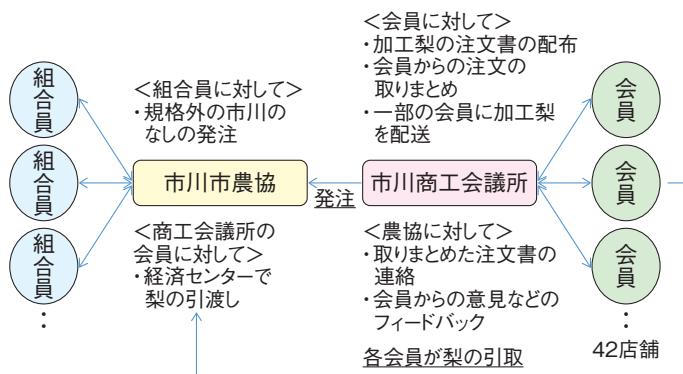 組合員
組合員
組合員
・
・
<組合員に対して>
・規格外の市川の
なしの発注
市川市農協
<商工会議所の
会員に対して>
・経済センターで
梨の引渡し
発注
<会員に対して>
・加工梨の注文書の配布
・会員からの注文の
取りまとめ
・一部の会員に加工梨
を配送
市川商工会議所
<農協に対して>
・取りまとめた注文書の
連絡
・会員からの意見などの
フィードバック
各会員が梨の引取
会員
会員
会員
・
・
42店舗